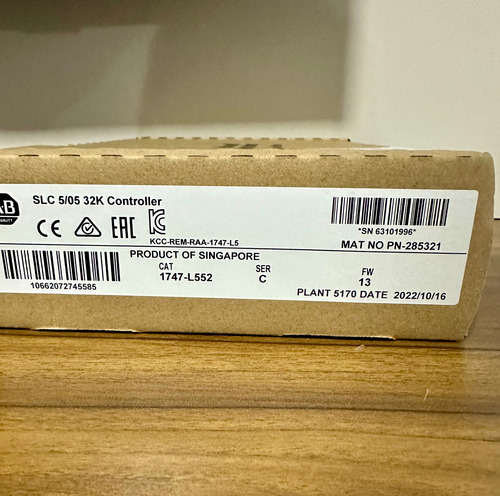 SLC 5/05 32K Controller
*SN 63101996*
KCC-REM-RAA-1747-L5
MAT NO PN-285321
PRODUCT OF SINGAPORE
CAT SER FW
1747-L552 C 13
10662072745585
PLANT 5170 DATE 2022/10/16